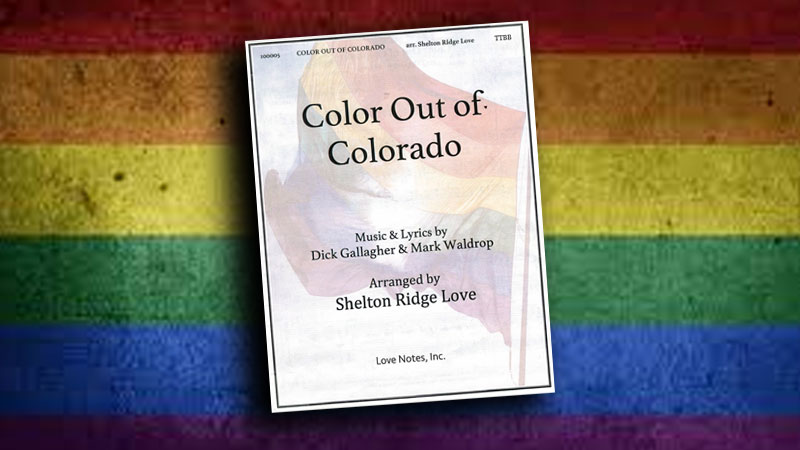 100005 COLOR OUT OF COLORADO arr. Shelton Ridge Love TTBB
Color Out of
Colorado
Music & Lyrics by
Dick Gallagher & Mark Waldrop
Arranged by
Shelton Ridge Love
Love Notes, Inc.